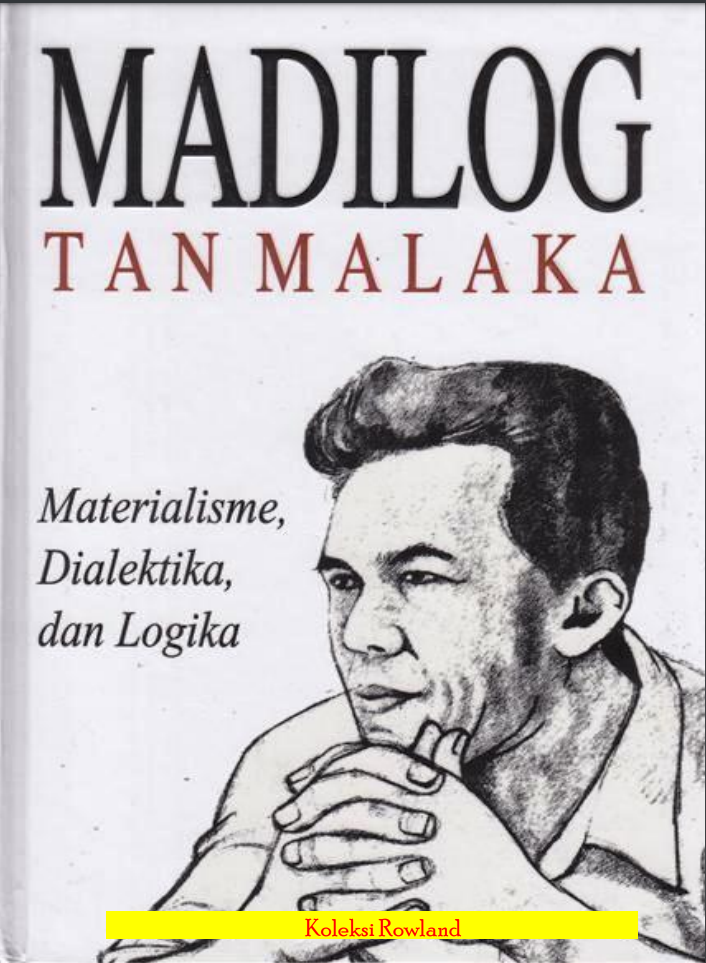 MADILOG
TAN MALAKA
Materialisme,
Dialektika,
dan Logika
Koleksi Rowland